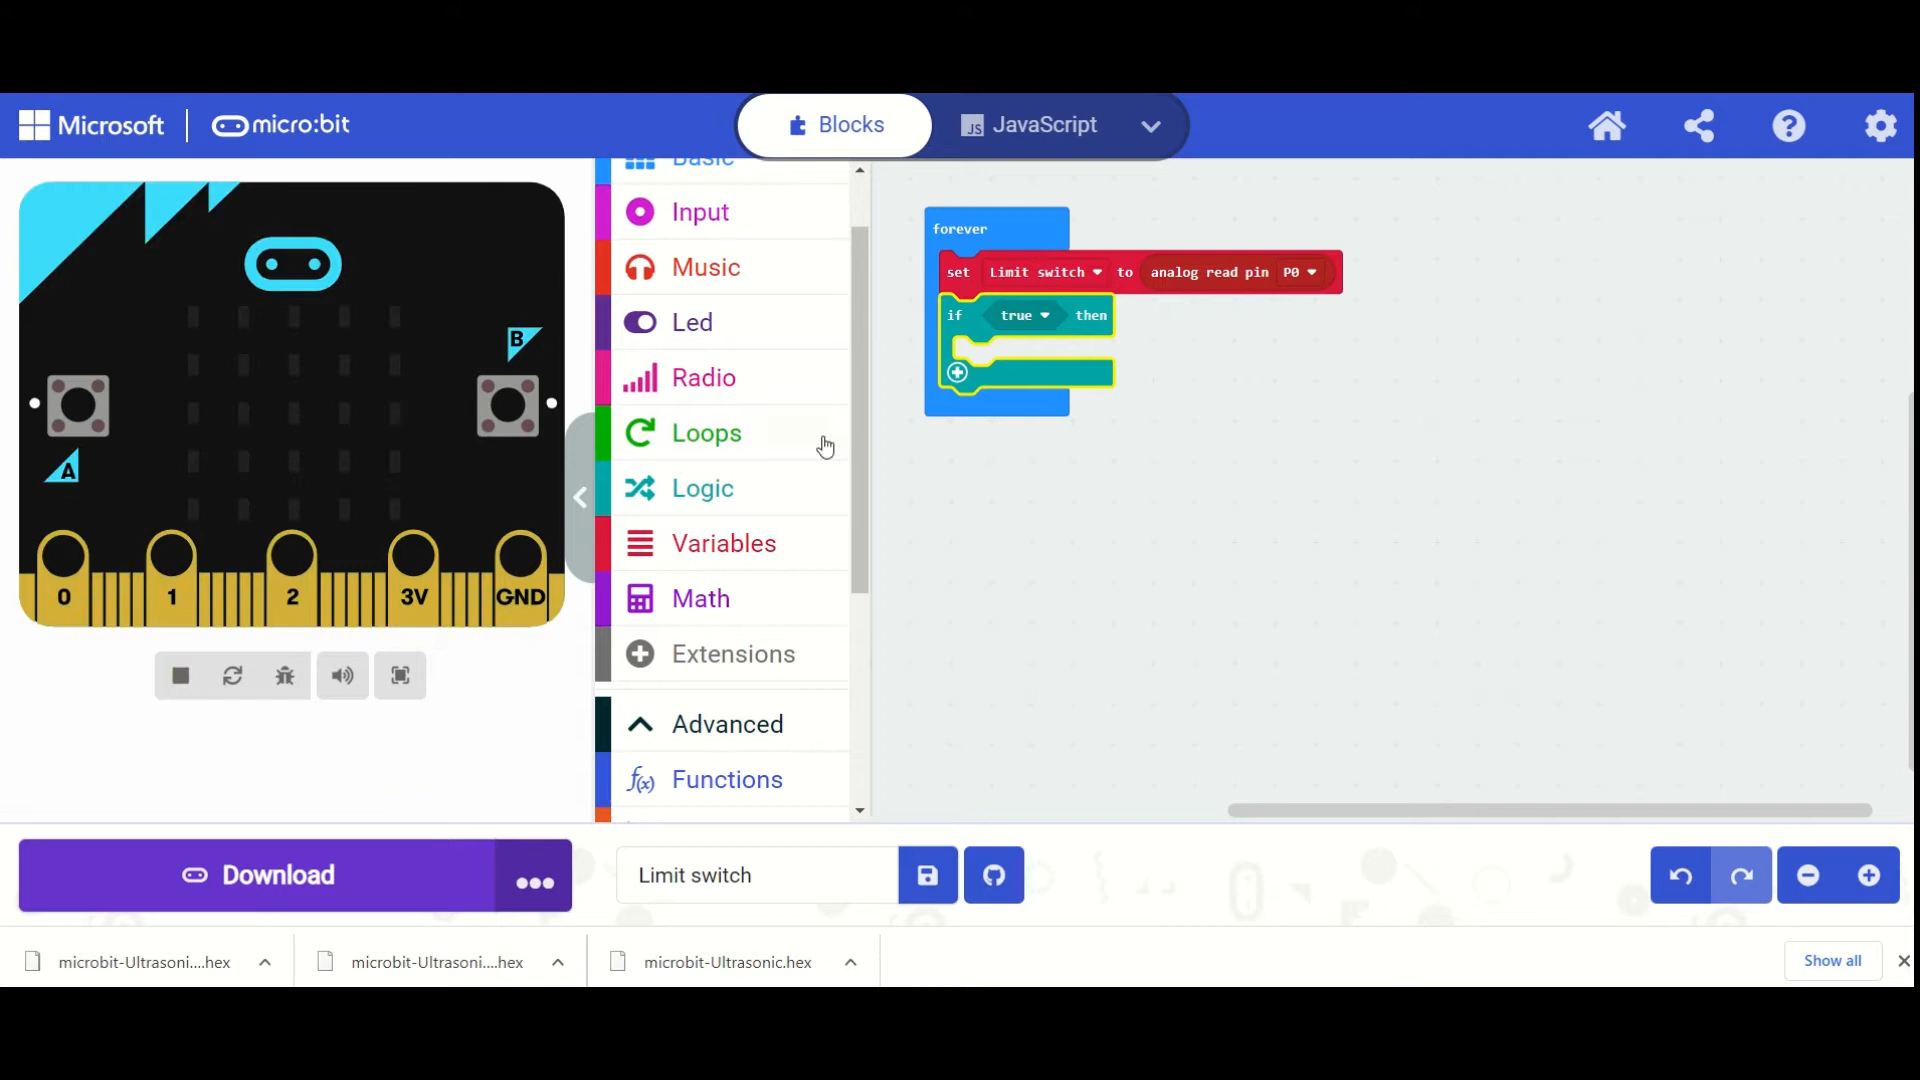 Microsoft micro:bit
Blocks JavaScript
Basic
Input
Music
Led
Radio
Loops
Logic
Variables
Math
Extensions
Advanced
Functions
forever
set Limit switch to analog read pin P0
if true then
B
A
0 1 2 3V GND
Download
Limit switch
microbit-Ultrasoni....hex
microbit-Ultrasoni....hex
microbit-Ultrasonic.hex
Show all